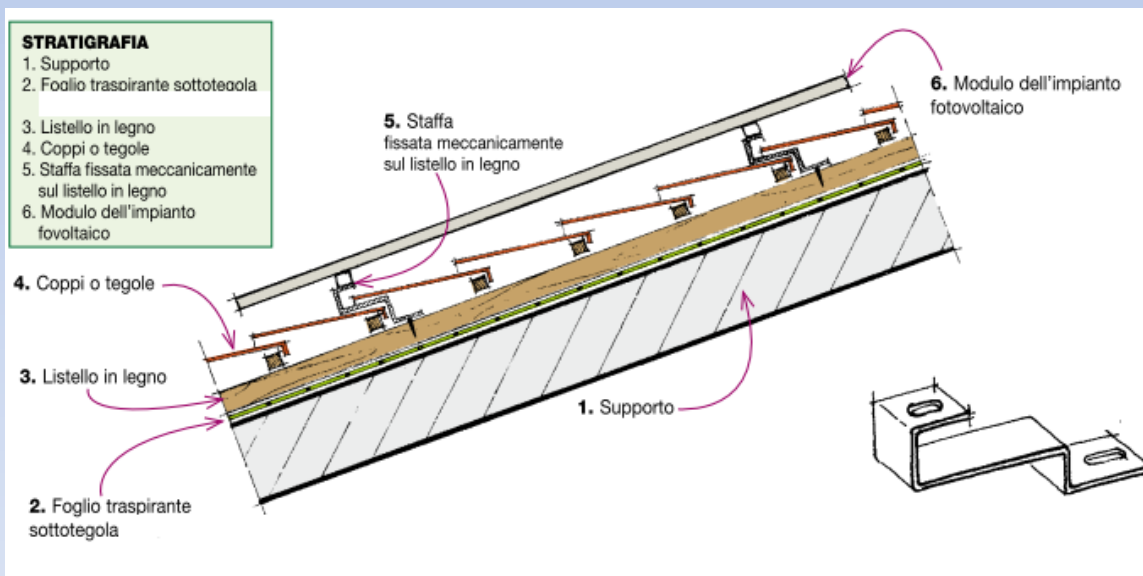 STRATIGRAFIA
1. Supporto
2. Foglio traspirante sottotegola
3. Listello in legno
4. Coppi o tegole
5. Staffa fissata meccanicamente
sul listello in legno
6. Modulo dell'impianto
fovoltaico
6. Modulo dell'impianto
fotovoltaico
5. Staffa
fissata meccanicamente
sul listello in legno
4. Coppi o tegole
3. Listello in legno
1. Supporto
2. Foglio traspirante
sottotegola